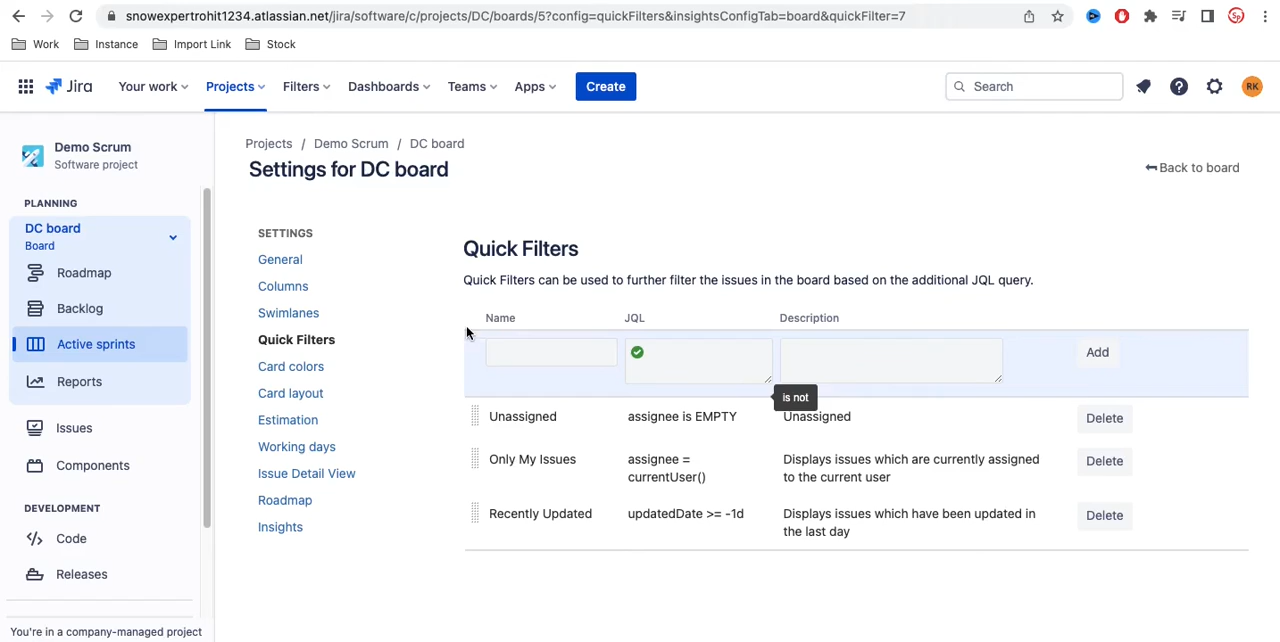 snowexpertrohit1234.atlassian.net/jira/software/c/projects/DC/boards/5?config=quickFilters&insightsConfigTab=board&quickFilter=7
Work Instance Import Link Stock
Jira Your work Projects Filters Dashboards Teams Apps Create Search RK
Demo Scrum
Software project
Projects / Demo Scrum / DC board
Settings for DC board
Back to board
PLANNING
DC board
Board
Roadmap
Backlog
Active sprints
Reports
Issues
Components
DEVELOPMENT
Code
Releases
You're in a company-managed project
SETTINGS
General
Columns
Swimlanes
Quick Filters
Card colors
Card layout
Estimation
Working days
Issue Detail View
Roadmap
Insights
Quick Filters
Quick Filters can be used to further filter the issues in the board based on the additional JQL query.
Name JQL Description
Add
is not
Unassigned assignee is EMPTY Unassigned Delete
Only My Issues assignee = Displays issues which are currently assigned Delete
currentUser() to the current user
Recently Updated updatedDate >= -1d Displays issues which have been updated in Delete
the last day